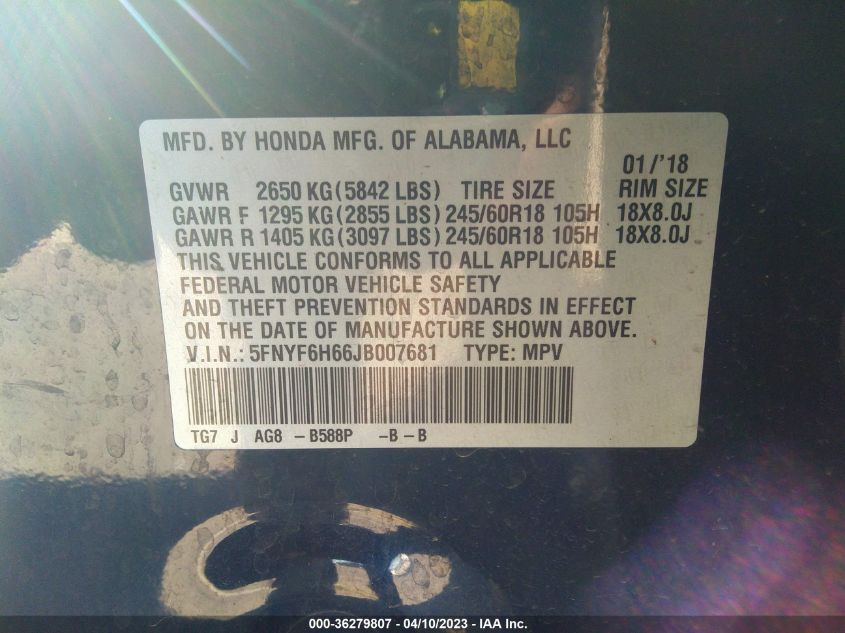 MFD. BY HONDA MFG. OF ALABAMA, LLC
01/'18
GVWR 2650 KG(5842 LBS) TIRE SIZE RIM SIZE
GAWR F 1295 KG(2855 LBS) 245/60R18 105H 18X8.0J
GAWR R 1405 KG(3097 LBS) 245/60R18 105H 18X8.0J
THIS VEHICLE CONFORMS TO ALL APPLICABLE
FEDERAL MOTOR VEHICLE SAFETY
AND THEFT PREVENTION STANDARDS IN EFFECT
ON THE DATE OF MANUFACTURE SHOWN ABOVE.
V.I.N.: 5FNYF6H66JB007681 TYPE: MPV
TG7 J AG8 - B588P -B - B
000-36279807 - 04/10/2023 - IAA Inc.